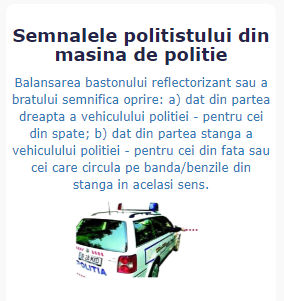 Semnalele politistului din
masina de politie
Balansarea bastonului reflectorizant sau a
bratului semnifica oprire: a) dat din partea
dreapta a vehiculului politiei - pentru cei
din spate; b) dat din partea stanga a
vehiculului politiei - pentru cei din fata sau
cei care circula pe banda/benzile din
stanga in acelasi sens.
POLITIA